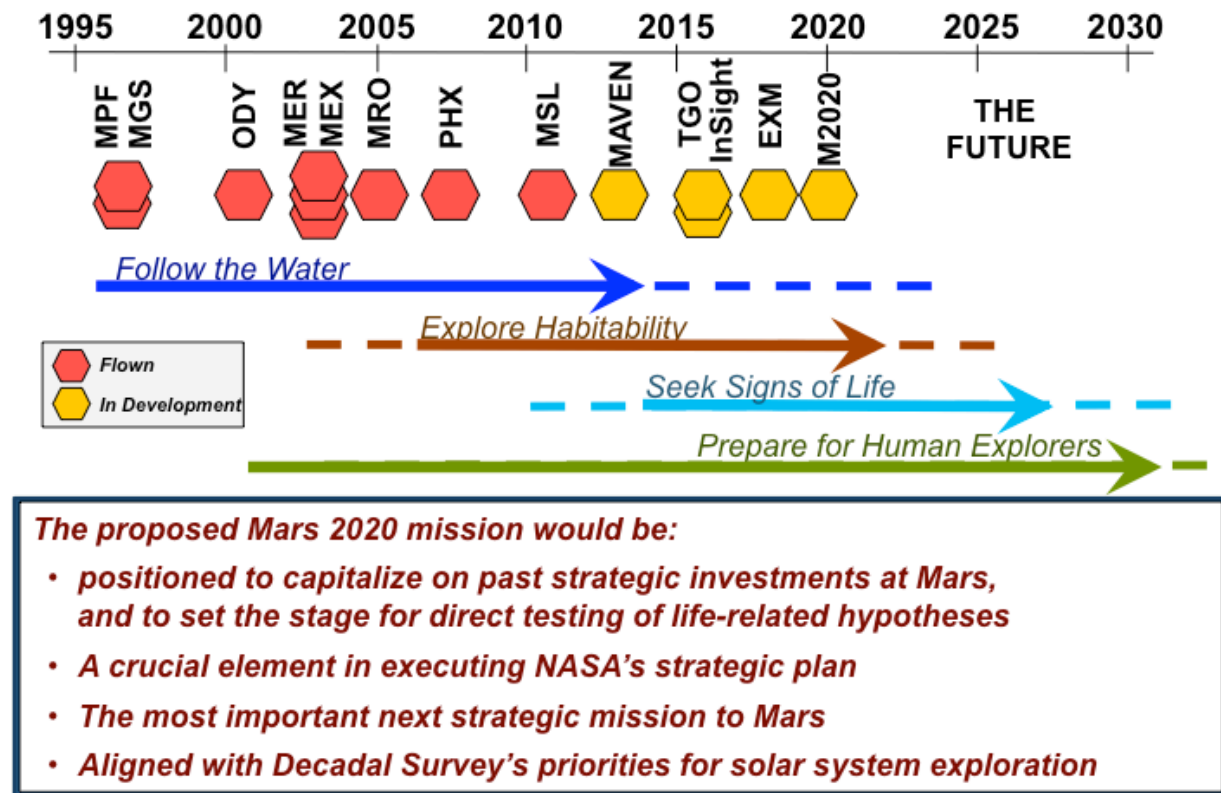 1995 2000 2005 2010 2015 2020 2025 2030
MPF
MGS
ODY
MER
MEX
MRO
PHX
MSL
MAVEN
TGO
InSight
EXM
M2020
THE
FUTURE
Follow the Water
Explore Habitability
Flown
In Development
Seek Signs of Life
Prepare for Human Explorers
The proposed Mars 2020 mission would be:
• positioned to capitalize on past strategic investments at Mars,
and to set the stage for direct testing of life-related hypotheses
• A crucial element in executing NASA’s strategic plan
• The most important next strategic mission to Mars
• Aligned with Decadal Survey’s priorities for solar system exploration